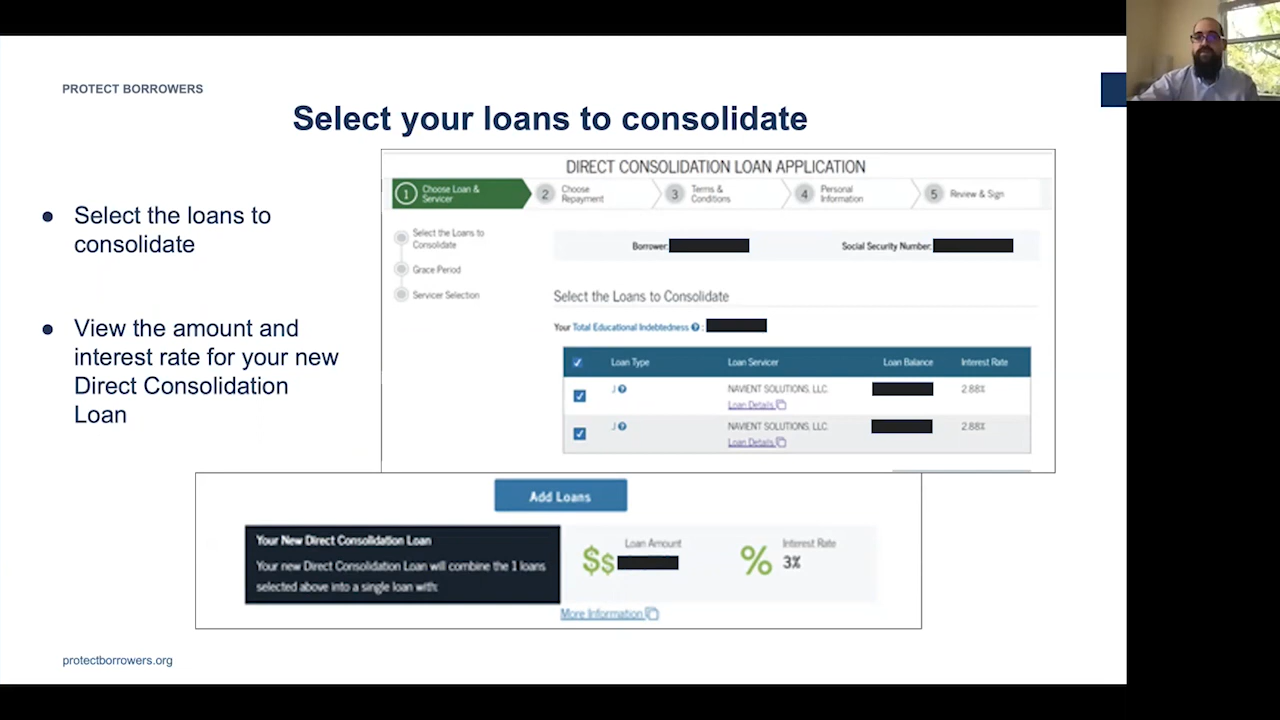 PROTECT BORROWERS
Select your loans to consolidate
● Select the loans to
consolidate
● View the amount and
interest rate for your new
Direct Consolidation
Loan
DIRECT CONSOLIDATION LOAN APPLICATION
1 Choose Loan &
Servicer
2 Choose
Repayment
3 Terms &
Conditions
4 Personal
Information
5 Review & Sign
Select the Loans to
Consolidate
Grace Period
Servicer Selection
Borrower:
Social Security Number:
Select the Loans to Consolidate
Your Total Educational Indebtedness ? :
Loan Type Loan Servicer Loan Balance Interest Rate
J ? NAVIENT SOLUTIONS, LLC. 2.88%
Loan Details
J ? NAVIENT SOLUTIONS, LLC. 2.88%
Loan Details
Add Loans
Your New Direct Consolidation Loan
Your new Direct Consolidation Loan will combine the 1 loans
selected above into a single loan with:
$$ Loan Amount
% Interest Rate
3%
More Information
protectborrowers.org